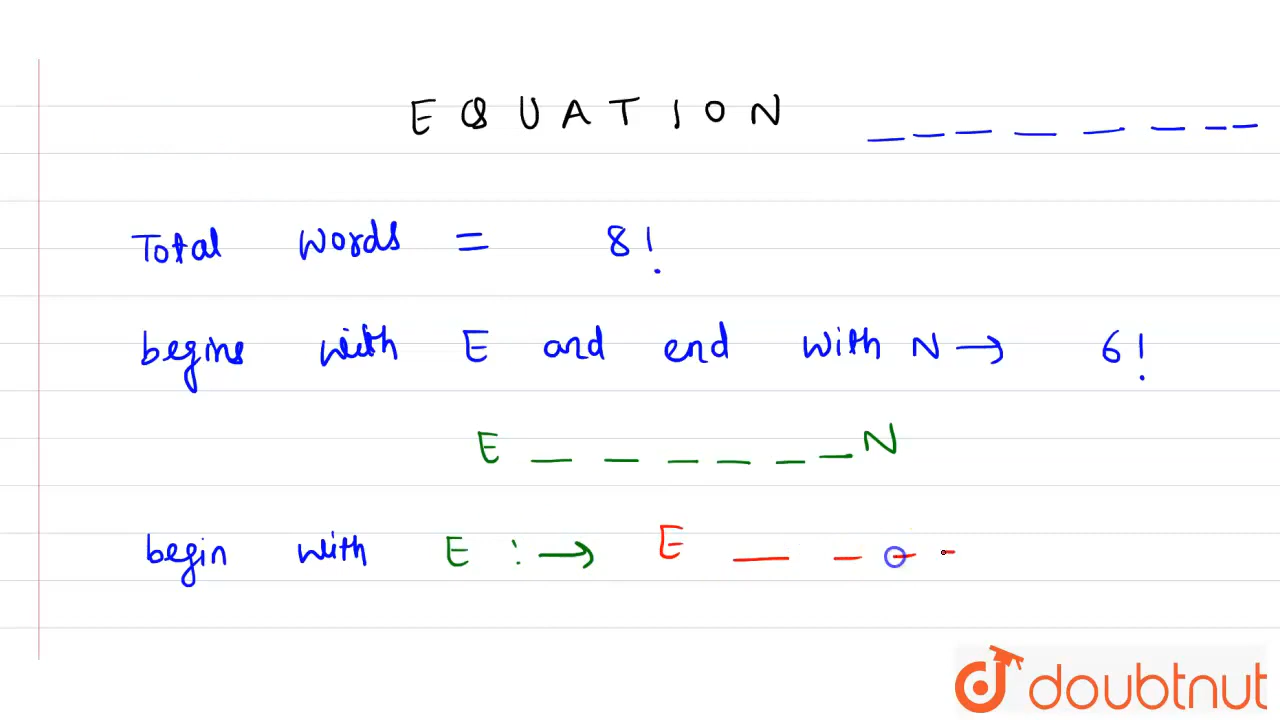 E Q U A T I O N _ _ _ _ _ _ _ _
Total words = 8!
begins with E and end with N → 6!
E _ _ _ _ _ _ N
begin with E : → E _ _ _ _
doubtnut